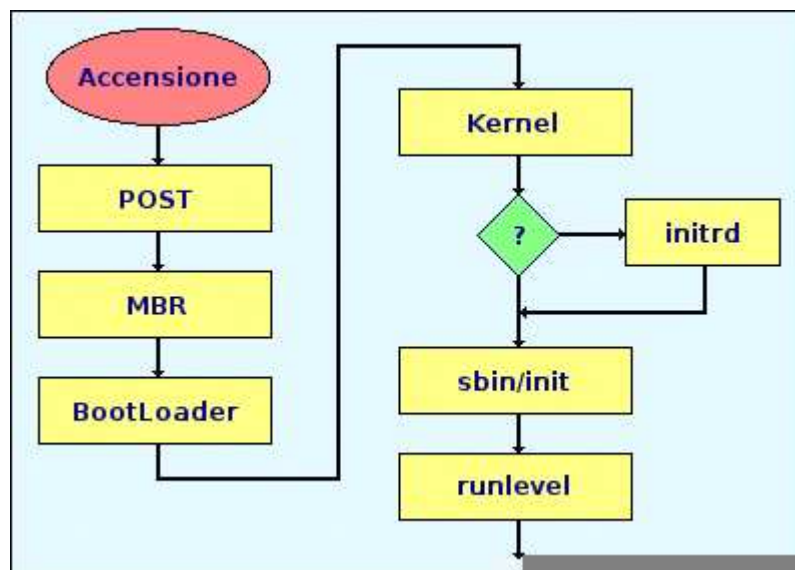 Accensione
POST
MBR
BootLoader
Kernel
?
initrd
sbin/init
runlevel